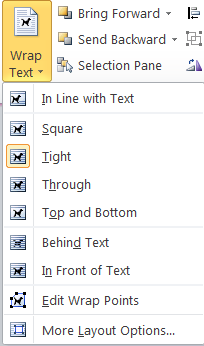 Wrap
Text
Bring Forward
Send Backward
Selection Pane
In Line with Text
Square
Tight
Through
Top and Bottom
Behind Text
In Front of Text
Edit Wrap Points
More Layout Options...